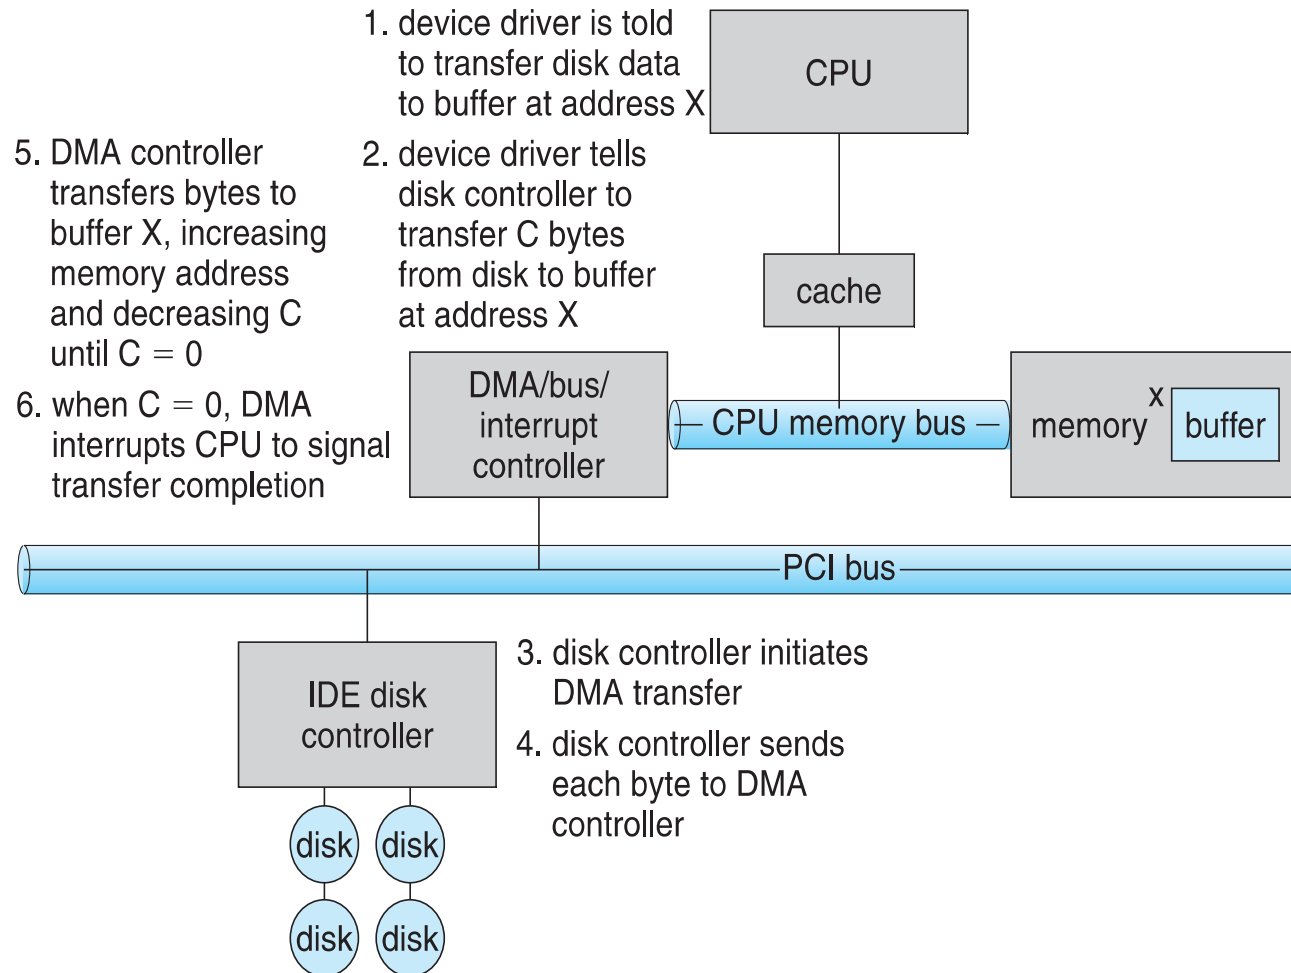 1. device driver is told
to transfer disk data
to buffer at address X
CPU
5. DMA controller
transfers bytes to
buffer X, increasing
memory address
and decreasing C
until C = 0
2. device driver tells
disk controller to
transfer C bytes
from disk to buffer
at address X
cache
6. when C = 0, DMA
interrupts CPU to signal
transfer completion
DMA/bus/
interrupt
controller
CPU memory bus
memory
x
buffer
PCI bus
IDE disk
controller
3. disk controller initiates
DMA transfer
4. disk controller sends
each byte to DMA
controller
disk
disk
disk
disk